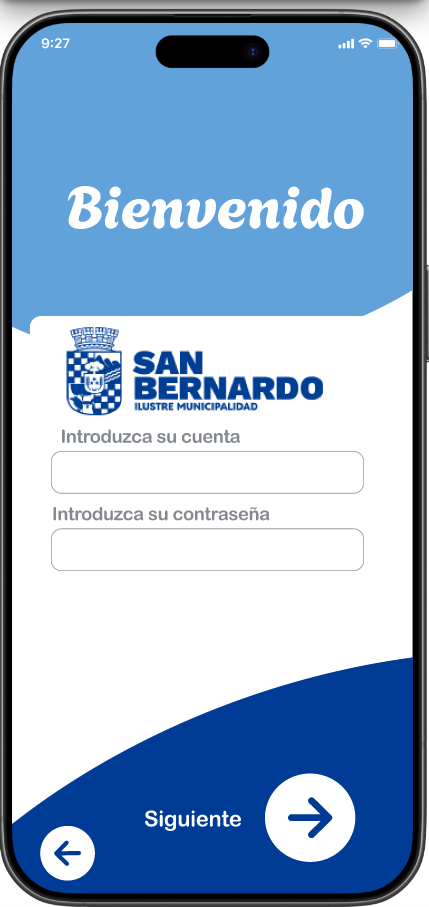 9:27
Bienvenido
SAN
BERNARDO
ILUSTRE MUNICIPALIDAD
Introduzca su cuenta
Introduzca su contraseña
Siguiente